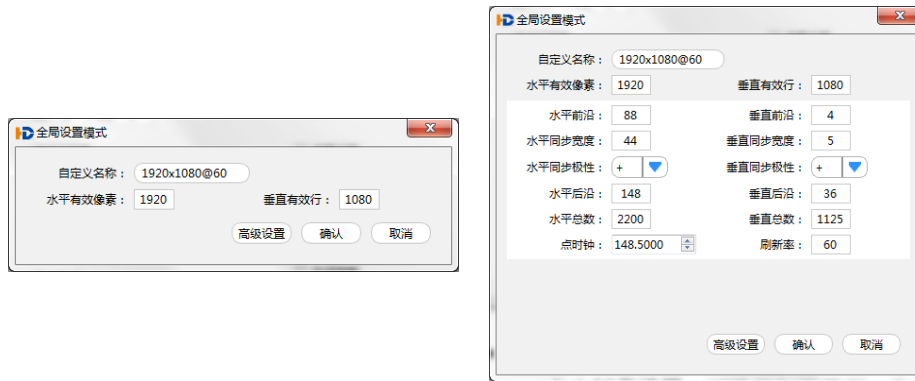 全局设置模式
自定义名称： 1920x1080@60
水平有效像素： 1920 垂直有效行： 1080
高级设置 确认 取消
全局设置模式
自定义名称： 1920x1080@60
水平有效像素： 1920 垂直有效行： 1080
水平前沿： 88 垂直前沿： 4
水平同步宽度： 44 垂直同步宽度： 5
水平同步极性： + 垂直同步极性： +
水平后沿： 148 垂直后沿： 36
水平总数： 2200 垂直总数： 1125
点时钟： 148.5000 刷新率： 60
高级设置 确认 取消